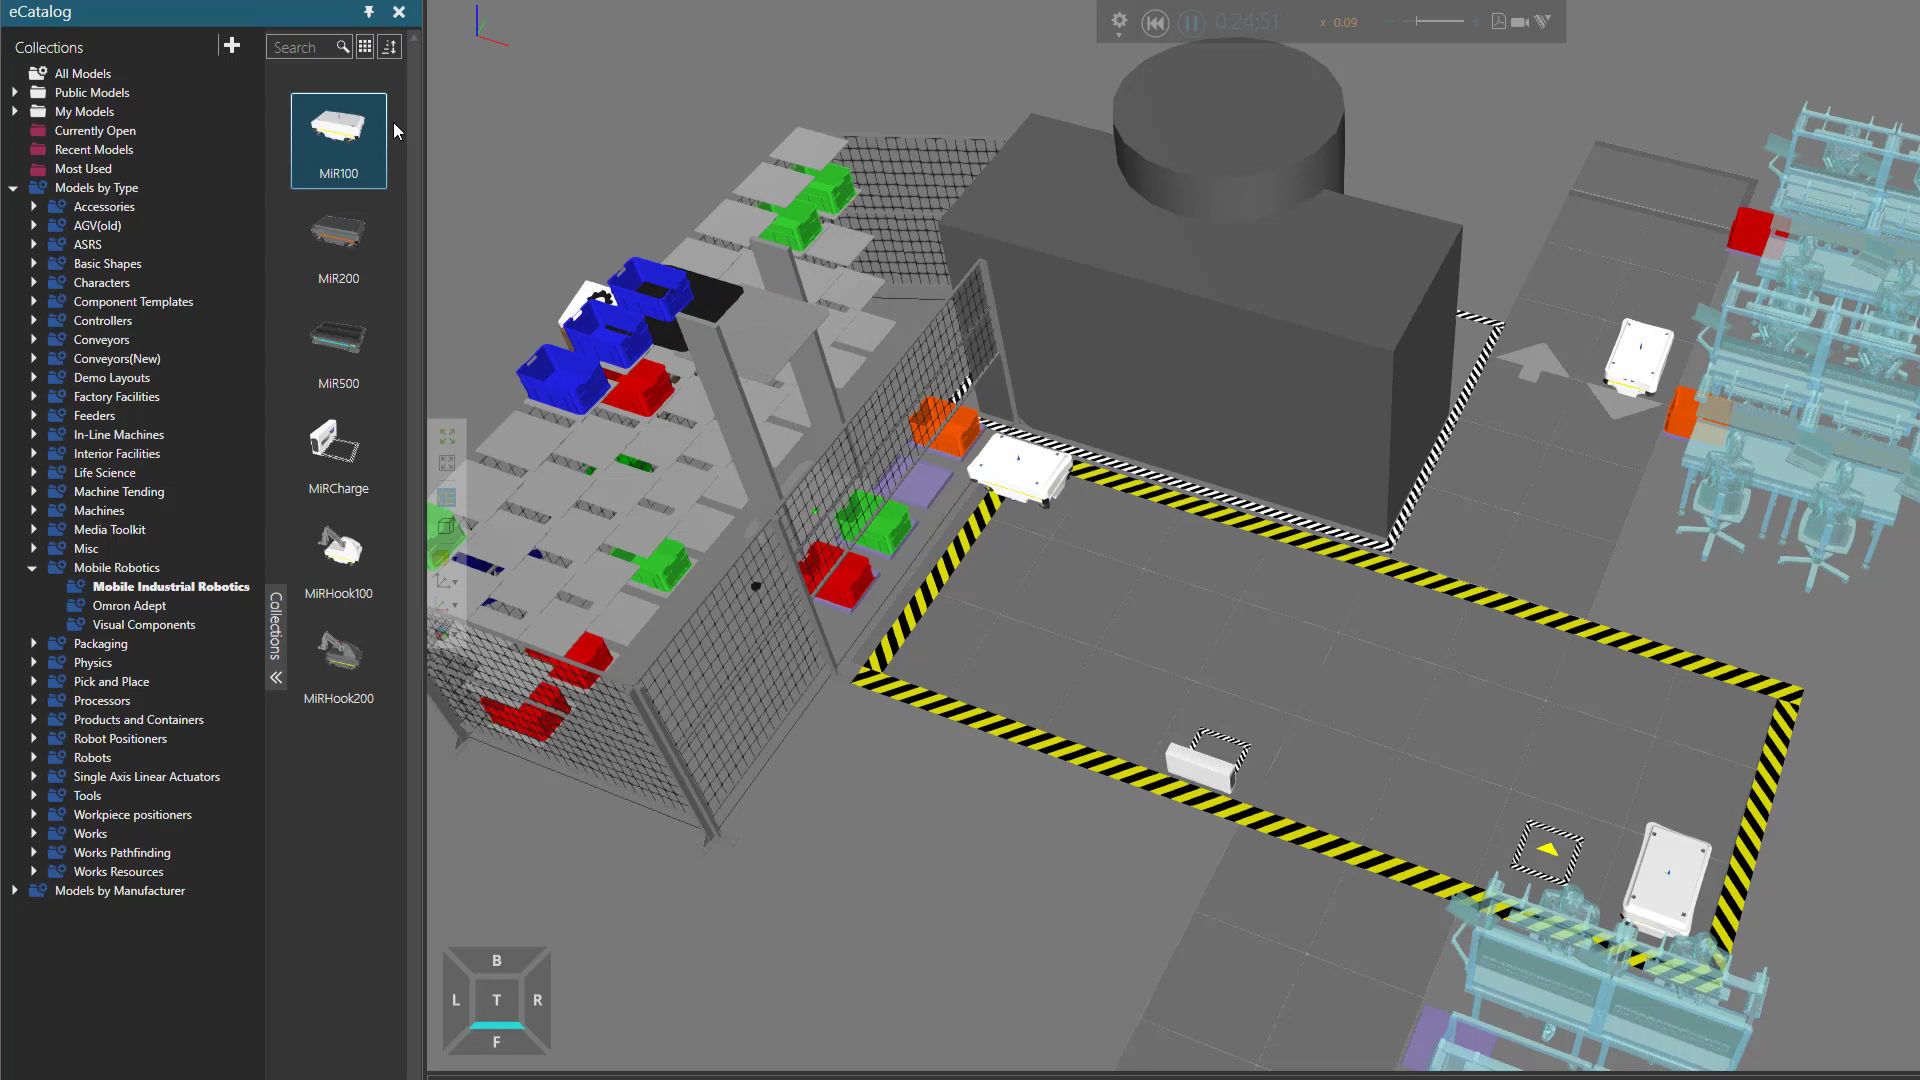 eCatalog
Collections
Search
All Models
Public Models
My Models
Currently Open
Recent Models
Most Used
Models by Type
Accessories
AGV(old)
ASRS
Basic Shapes
Characters
Component Templates
Controllers
Conveyors
Conveyors(New)
Demo Layouts
Factory Facilities
Feeders
In-Line Machines
Interior Facilities
Life Science
Machine Tending
Machines
Media Toolkit
Misc
Mobile Robotics
Mobile Industrial Robotics
Omron Adept
Visual Components
Packaging
Physics
Pick and Place
Processors
Products and Containers
Robot Positioners
Robots
Single Axis Linear Actuators
Tools
Workpiece positioners
Works
Works Pathfinding
Works Resources
Models by Manufacturer
Collections
MiR100
MiR200
MiR500
MiRCharge
MiRHook100
MiRHook200
0:24:51
x 0.09
B
L T R
F